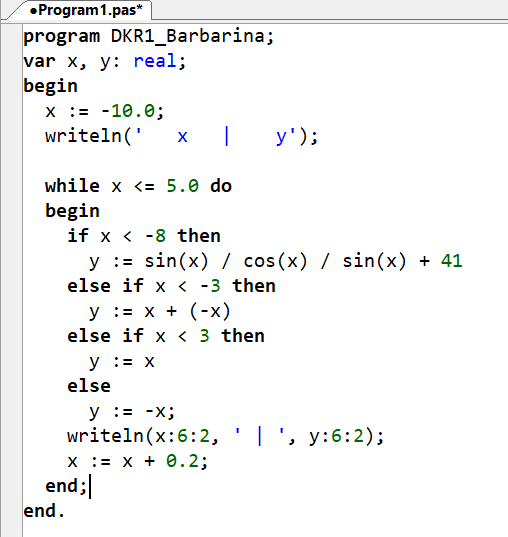 ●Program1.pas*
program DKR1_Barbarina;
var x, y: real;
begin
  x := -10.0;
  writeln('   x   |    y');

  while x <= 5.0 do
  begin
    if x < -8 then
      y := sin(x) / cos(x) / sin(x) + 41
    else if x < -3 then
      y := x + (-x)
    else if x < 3 then
      y := x
    else
      y := -x;
    writeln(x:6:2, ' | ', y:6:2);
    x := x + 0.2;
  end;
end.